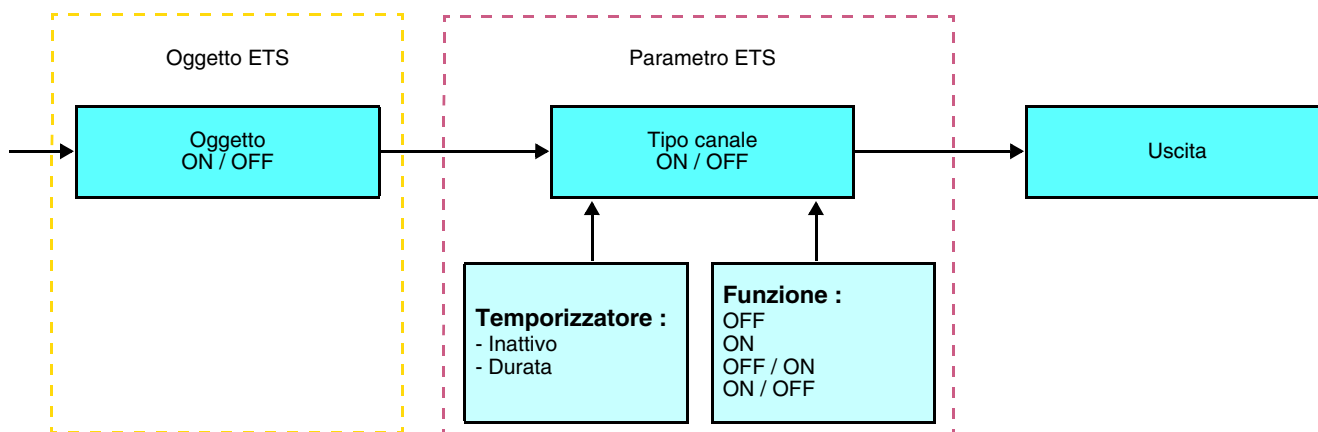 Oggetto ETS
Parametro ETS
Oggetto
ON / OFF
Tipo canale
ON / OFF
Uscita
Temporizzatore :
- Inattivo
- Durata
Funzione :
OFF
ON
OFF / ON
ON / OFF